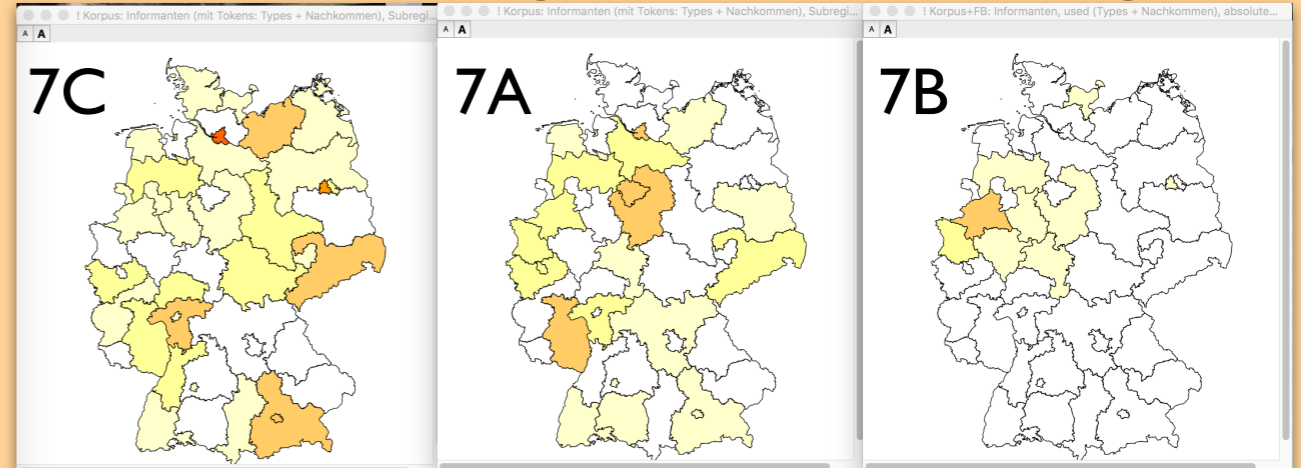 ! Korpus: Informanten (mit Tokens: Types + Nachkommen), Subregi...
! Korpus: Informanten (mit Tokens: Types + Nachkommen), Subregi...
! Korpus+FB: Informanten, used (Types + Nachkommen), absolute...
A A
A A
A A
7C
7A
7B